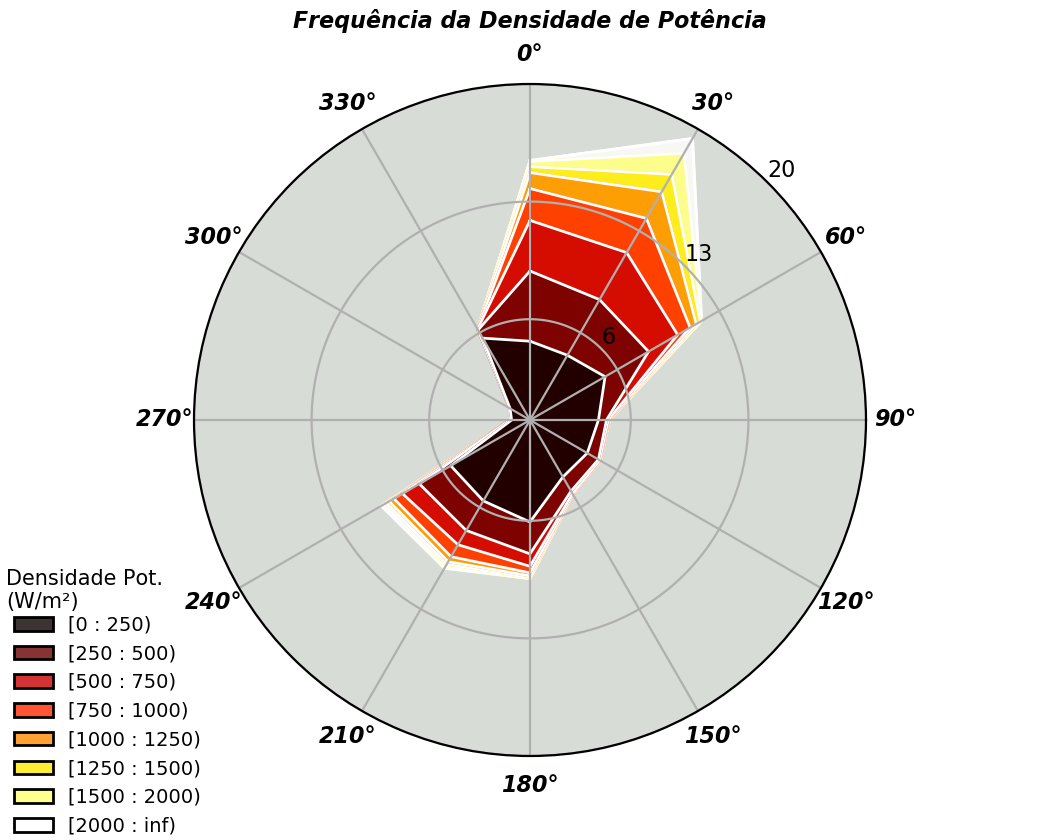 Frequência da Densidade de Potência
0°
330°
30°
20
300°
60°
13
6
270°
90°
Densidade Pot.
(W/m²)
240°
120°
[0 : 250)
[250 : 500)
[500 : 750)
[750 : 1000)
[1000 : 1250)
[1250 : 1500)
[1500 : 2000)
[2000 : inf)
210°
150°
180°